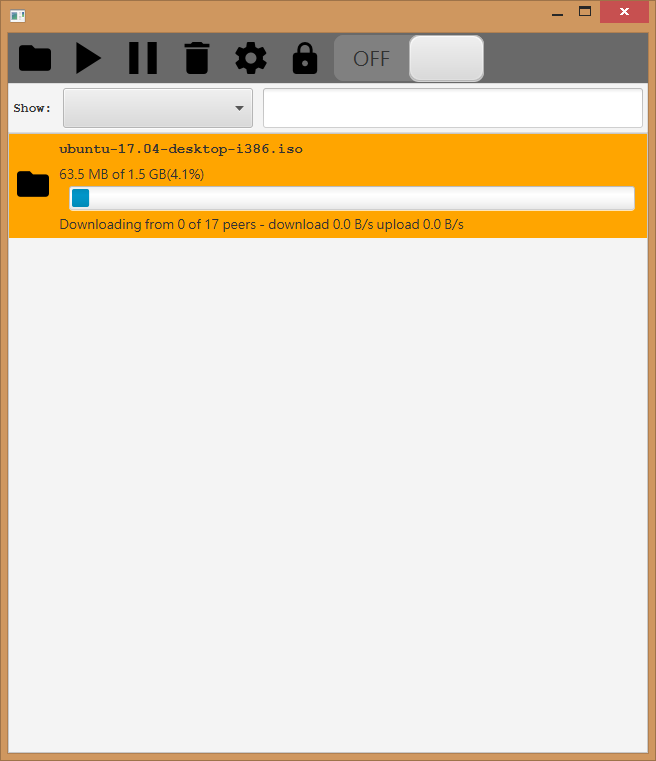 OFF
Show:
ubuntu-17.04-desktop-i386.iso
63.5 MB of 1.5 GB(4.1%)
Downloading from 0 of 17 peers - download 0.0 B/s upload 0.0 B/s